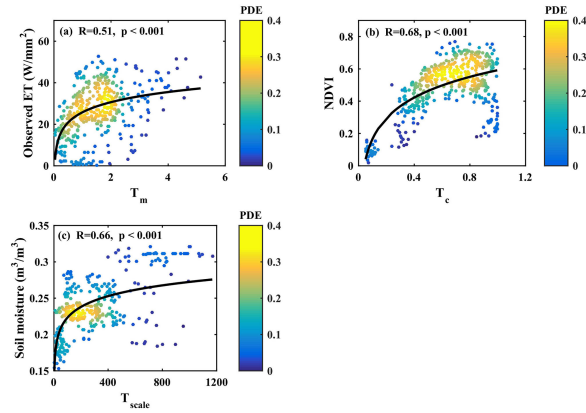 PDE
PDE
(a) R=0.51, p < 0.001
(b) R=0.68, p < 0.001
Observed ET (W/mm²)
60
40
20
0
0 2 4 6
T_m
0.4
0.3
0.2
0.1
0
NDVI
0.8
0.6
0.4
0.2
0
0 0.4 0.8 1.2
T_c
0.4
0.3
0.2
0.1
0
PDE
(c) R=0.66, p < 0.001
Soil moisture (m³/m³)
0.35
0.3
0.25
0.2
0.15
0 400 800 1200
T_scale
0.4
0.3
0.2
0.1
0